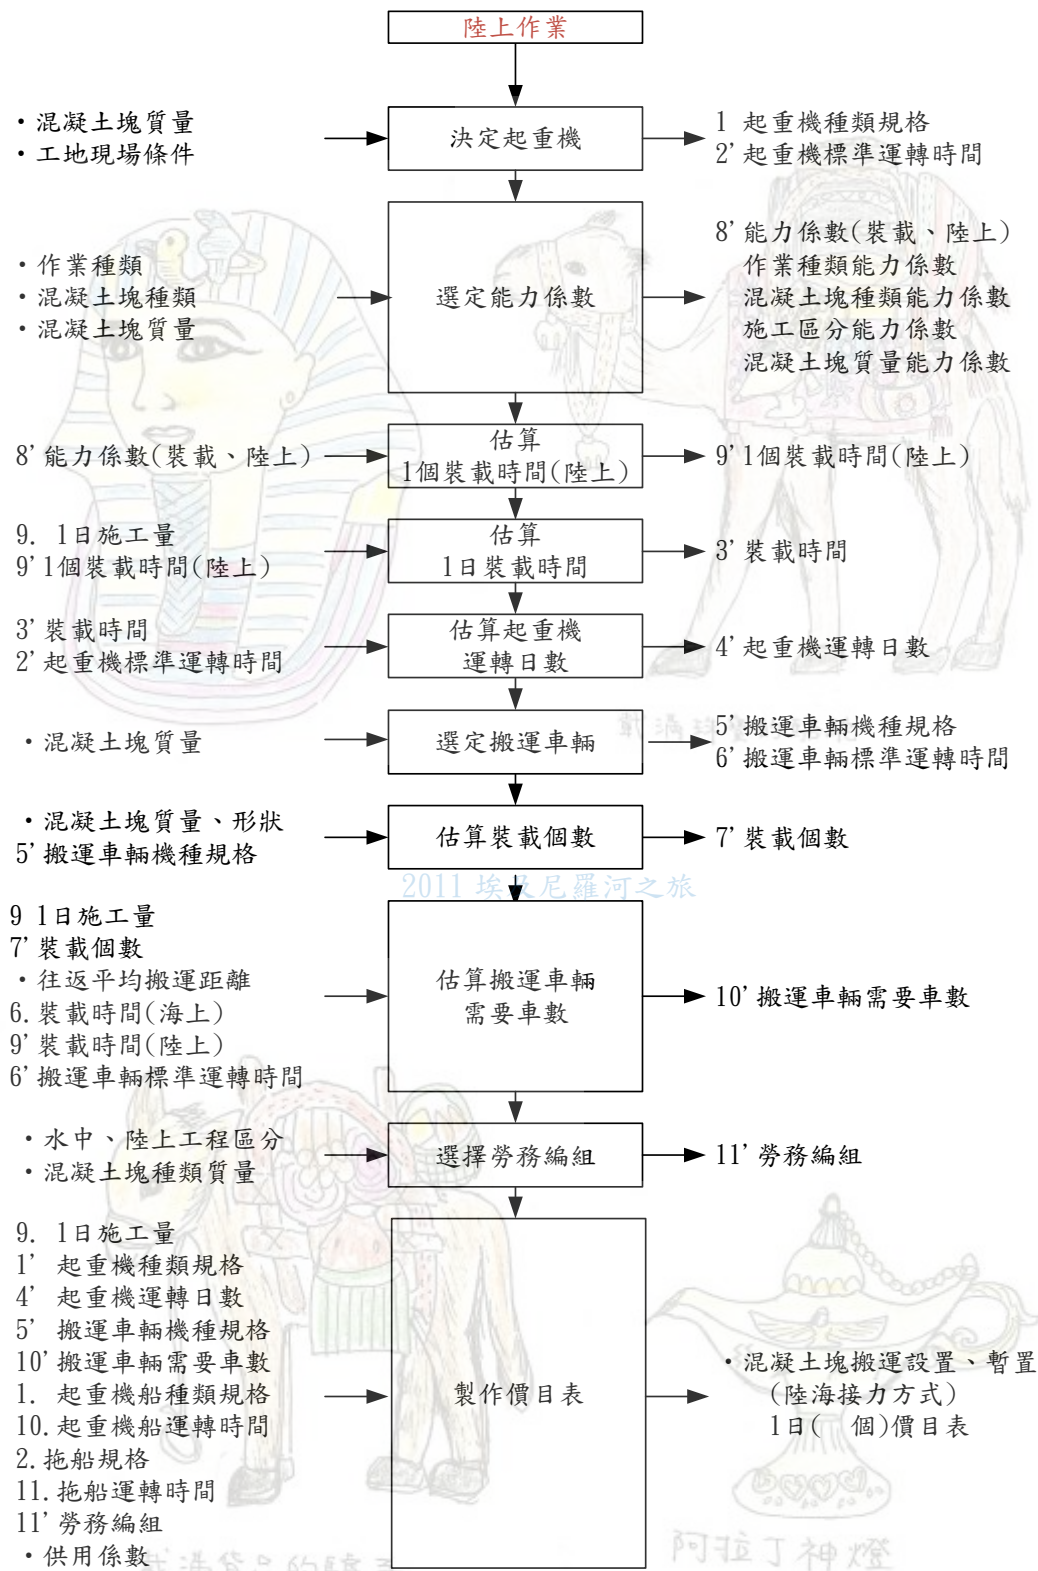 陸上作業
・混凝土塊質量
・工地現場條件
決定起重機
1 起重機種類規格
2’起重機標準運轉時間
・作業種類
・混凝土塊種類
・混凝土塊質量
選定能力係數
8’能力係數(裝載、陸上)
作業種類能力係數
混凝土塊種類能力係數
施工區分能力係數
混凝土塊質量能力係數
8’能力係數(裝載、陸上)
估算
1個裝載時間(陸上)
9’1個裝載時間(陸上)
9. 1日施工量
9’1個裝載時間(陸上)
估算
1日裝載時間
3’裝載時間
3’裝載時間
2’起重機標準運轉時間
估算起重機
運轉日數
4’起重機運轉日數
載滿
・混凝土塊質量
選定搬運車輛
5’搬運車輛機種規格
6’搬運車輛標準運轉時間
・混凝土塊質量、形狀
5’搬運車輛機種規格
估算裝載個數
7’裝載個數
2011 埃及尼羅河之旅
9 1日施工量
7’裝載個數
・往返平均搬運距離
6.裝載時間(海上)
9’裝載時間(陸上)
6’搬運車輛標準運轉時間
估算搬運車輛
需要車數
10’搬運車輛需要車數
・水中、陸上工程區分
・混凝土塊種類質量
選擇勞務編組
11’勞務編組
9. 1日施工量
1’ 起重機種類規格
4’ 起重機運轉日數
5’ 搬運車輛機種規格
10’搬運車輛需要車數
1. 起重機船種類規格
10.起重機船運轉時間
2.拖船規格
11.拖船運轉時間
11’勞務編組
・供用係數
製作價目表
・混凝土塊搬運設置、暫置
(陸海接力方式)
1日( 個)價目表
載滿貨品的驢子
阿拉丁神燈